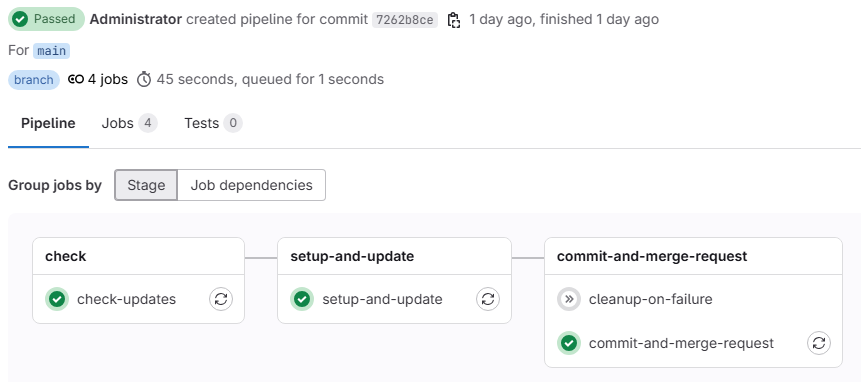 Passed Administrator created pipeline for commit 7262b8ce 1 day ago, finished 1 day ago
For main
branch 4 jobs 45 seconds, queued for 1 seconds
Pipeline Jobs 4 Tests 0
Group jobs by Stage Job dependencies
check setup-and-update commit-and-merge-request
check-updates setup-and-update cleanup-on-failure
commit-and-merge-request